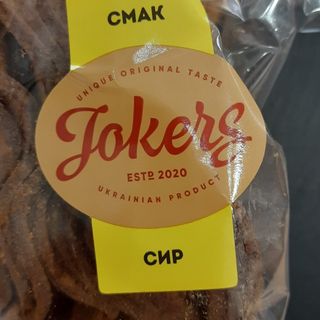 СМАК
UNIQUE ORIGINAL TASTE
Jokers
ESTD 2020
UKRAINIAN PRODUCT
СИР